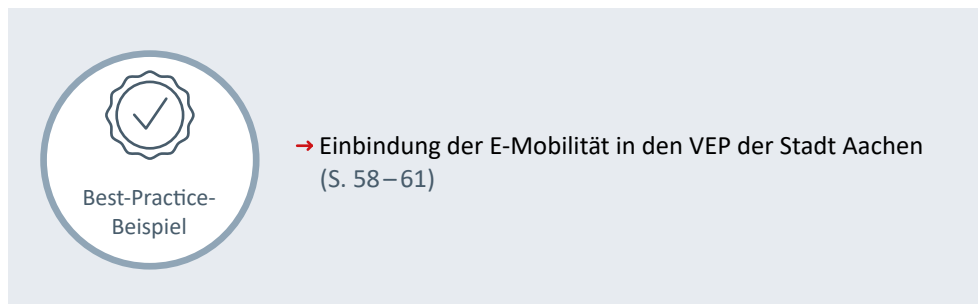 Best-Practice-
Beispiel
→ Einbindung der E-Mobilität in den VEP der Stadt Aachen
(S. 58–61)